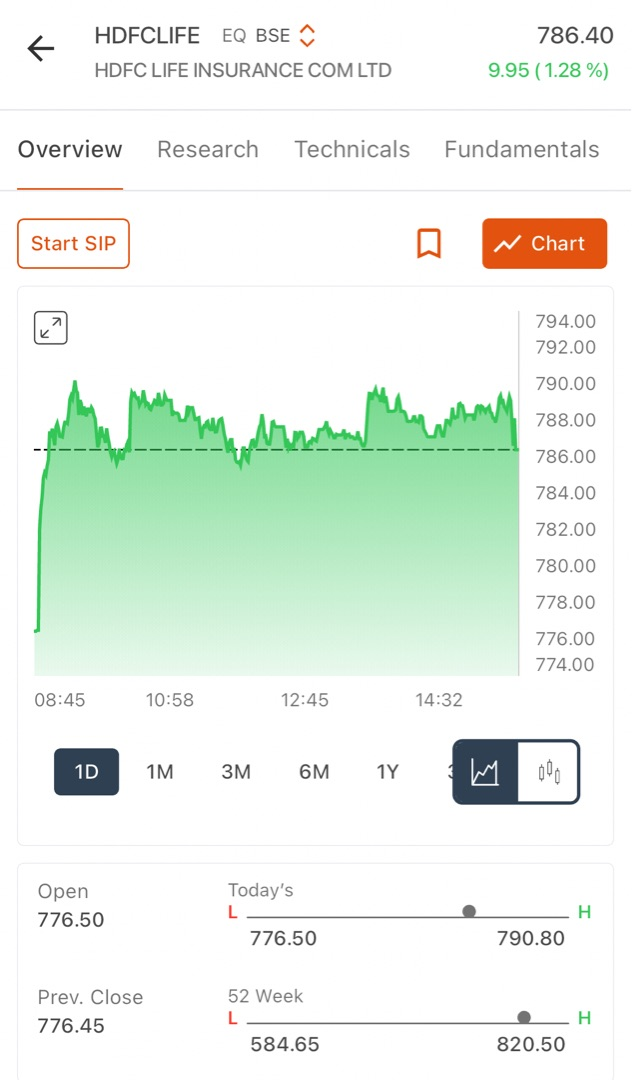 HDFCLIFE EQ BSE 786.40
HDFC LIFE INSURANCE COM LTD 9.95 ( 1.28 %)
Overview Research Technicals Fundamentals
Start SIP Chart
794.00
792.00
790.00
788.00
786.00
784.00
782.00
780.00
778.00
776.00
774.00
08:45 10:58 12:45 14:32
1D 1M 3M 6M 1Y
Open Today's
L H
776.50 776.50 790.80
Prev. Close 52 Week
L H
776.45 584.65 820.50